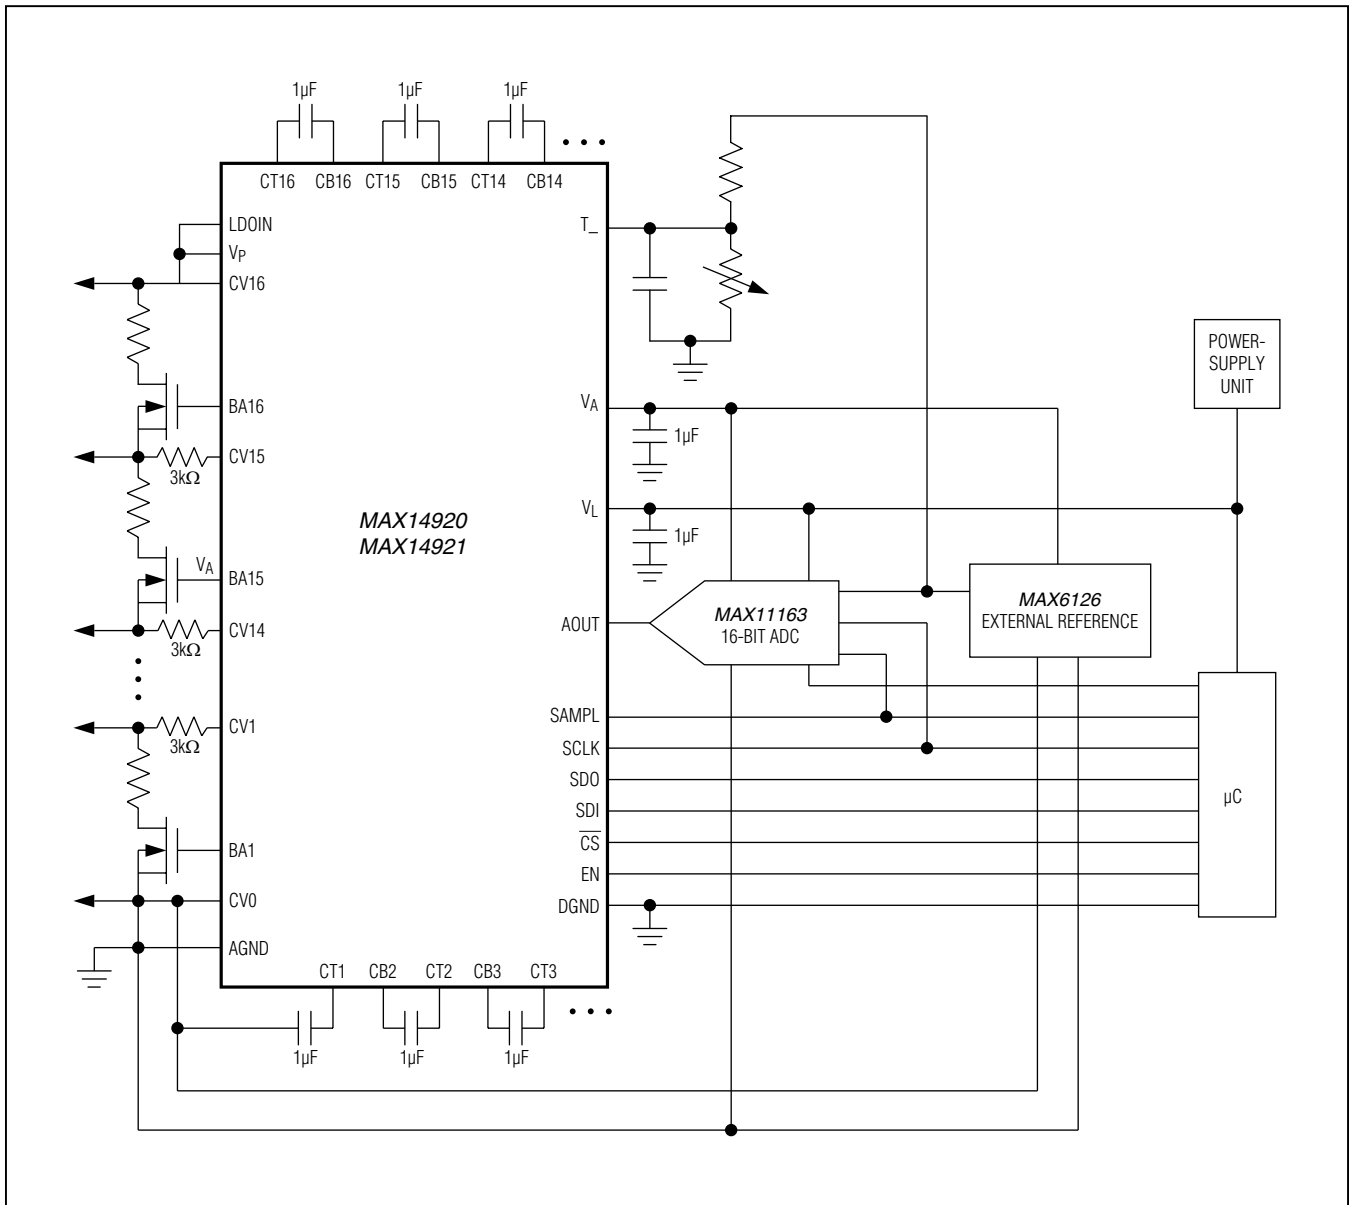 1µF 1µF 1µF
CT16 CB16 CT15 CB15 CT14 CB14
LDOIN
VP
CV16
BA16
CV15
3kΩ
VA
BA15
CV14
3kΩ
CV1
3kΩ
BA1
CV0
AGND
MAX14920
MAX14921
T_
VA
1µF
VL
1µF
AOUT
SAMPL
SCLK
SDO
SDI
CS
EN
DGND
CT1 CB2 CT2 CB3 CT3
1µF 1µF 1µF
MAX11163
16-BIT ADC
MAX6126
EXTERNAL REFERENCE
POWER-
SUPPLY
UNIT
µC